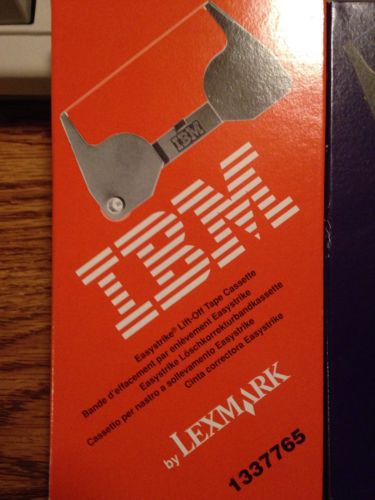 IBM
IBM
Easystrike® Lift-Off Tape Cassette
Bande d'effacement par enlèvement Easystrike
Easystrike Löschkorrekturbandkassette
Cassetto per nastro a sollevamento Easystrike
Cinta correctora Easystrike
by LEXMARK
1337765